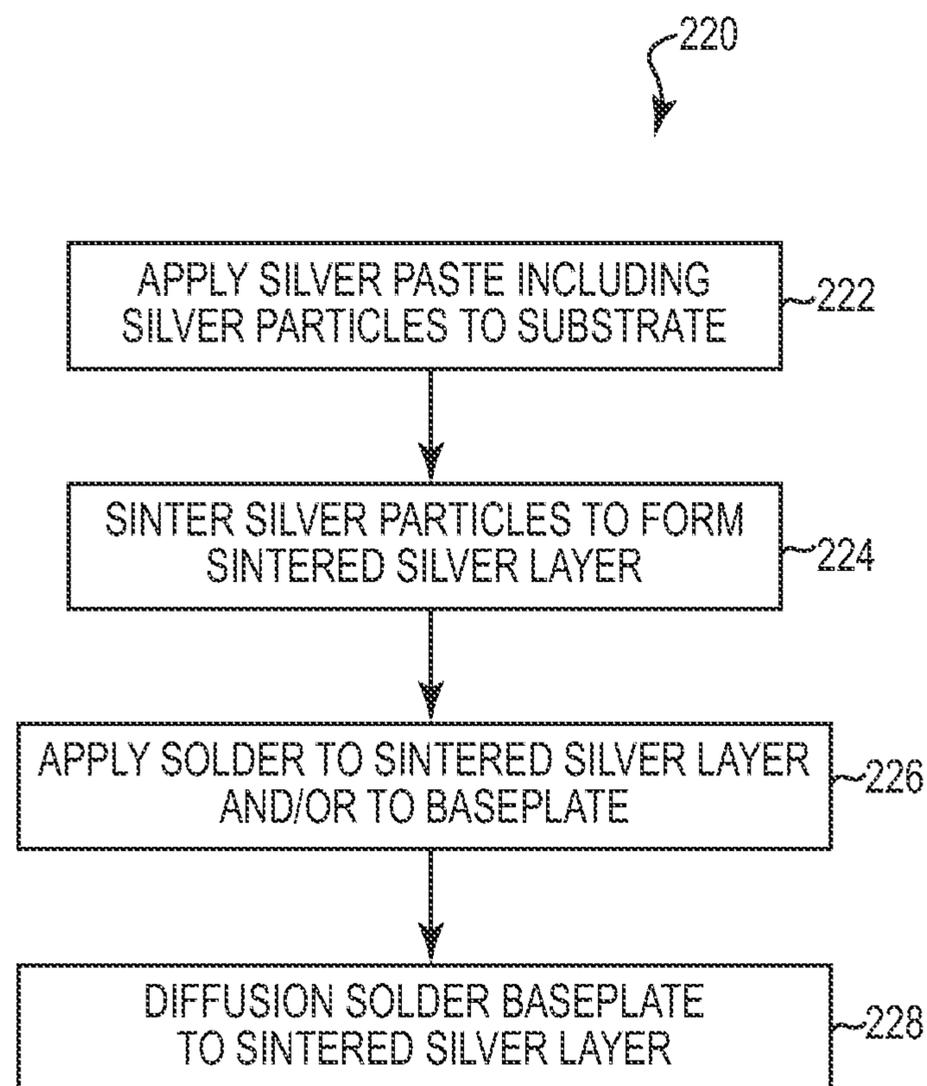 220
APPLY SILVER PASTE INCLUDING
SILVER PARTICLES TO SUBSTRATE
222
SINTER SILVER PARTICLES TO FORM
SINTERED SILVER LAYER
224
APPLY SOLDER TO SINTERED SILVER LAYER
AND/OR TO BASEPLATE
226
DIFFUSION SOLDER BASEPLATE
TO SINTERED SILVER LAYER
228